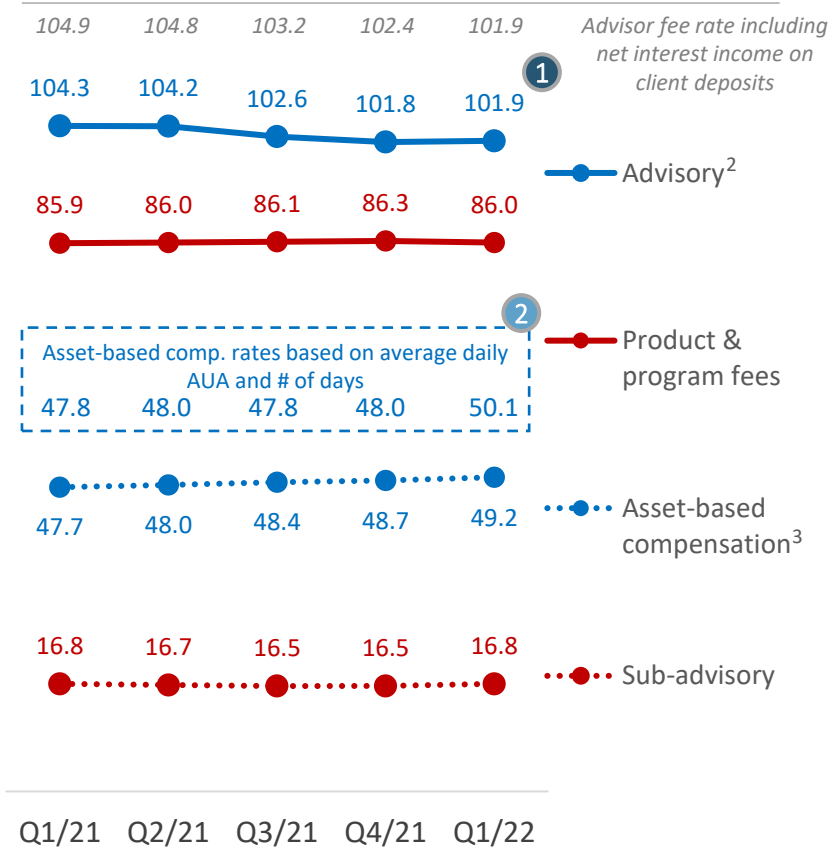 104.9 104.8 103.2 102.4 101.9
Advisor fee rate including
net interest income on
client deposits
1
104.3 104.2 102.6 101.8 101.9
Advisory2
85.9 86.0 86.1 86.3 86.0
2
Product &
program fees
Asset-based comp. rates based on average daily
AUA and # of days
47.8 48.0 47.8 48.0 50.1
47.7 48.0 48.4 48.7 49.2
Asset-based
compensation3
16.8 16.7 16.5 16.5 16.8
Sub-advisory
Q1/21 Q2/21 Q3/21 Q4/21 Q1/22